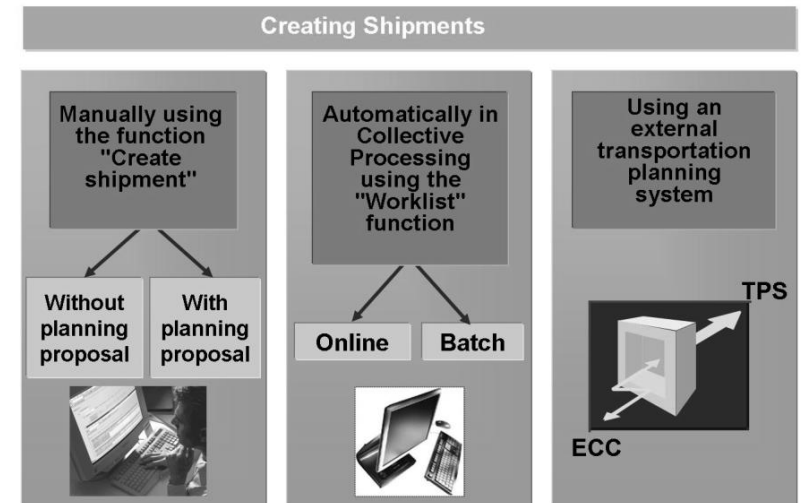 Creating Shipments
Manually using
the function
"Create
shipment"
Without
planning
proposal
With
planning
proposal
Automatically in
Collective
Processing
using the
"Worklist"
function
Online
Batch
Using an
external
transportation
planning
system
TPS
ECC